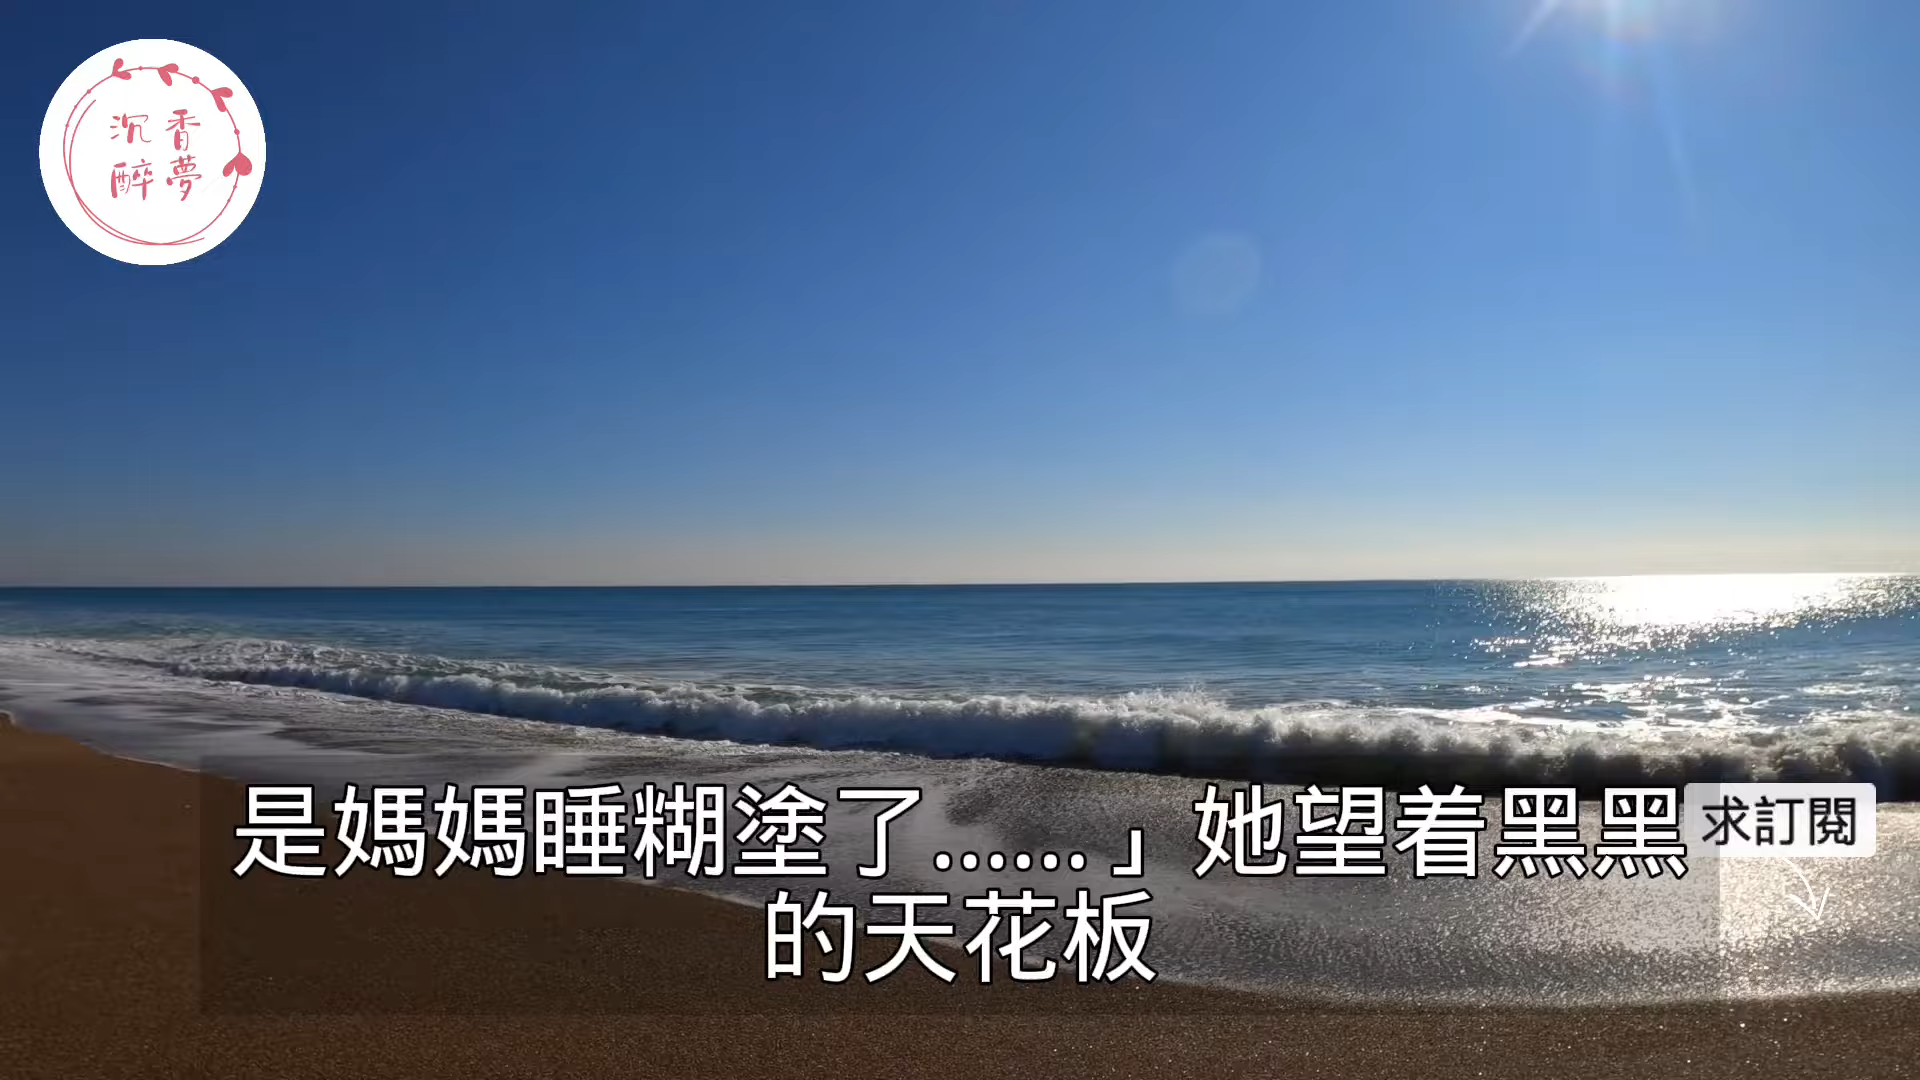 沉香
醉夢
是媽媽睡糊塗了......」她望着黑黑
的天花板
求訂閱